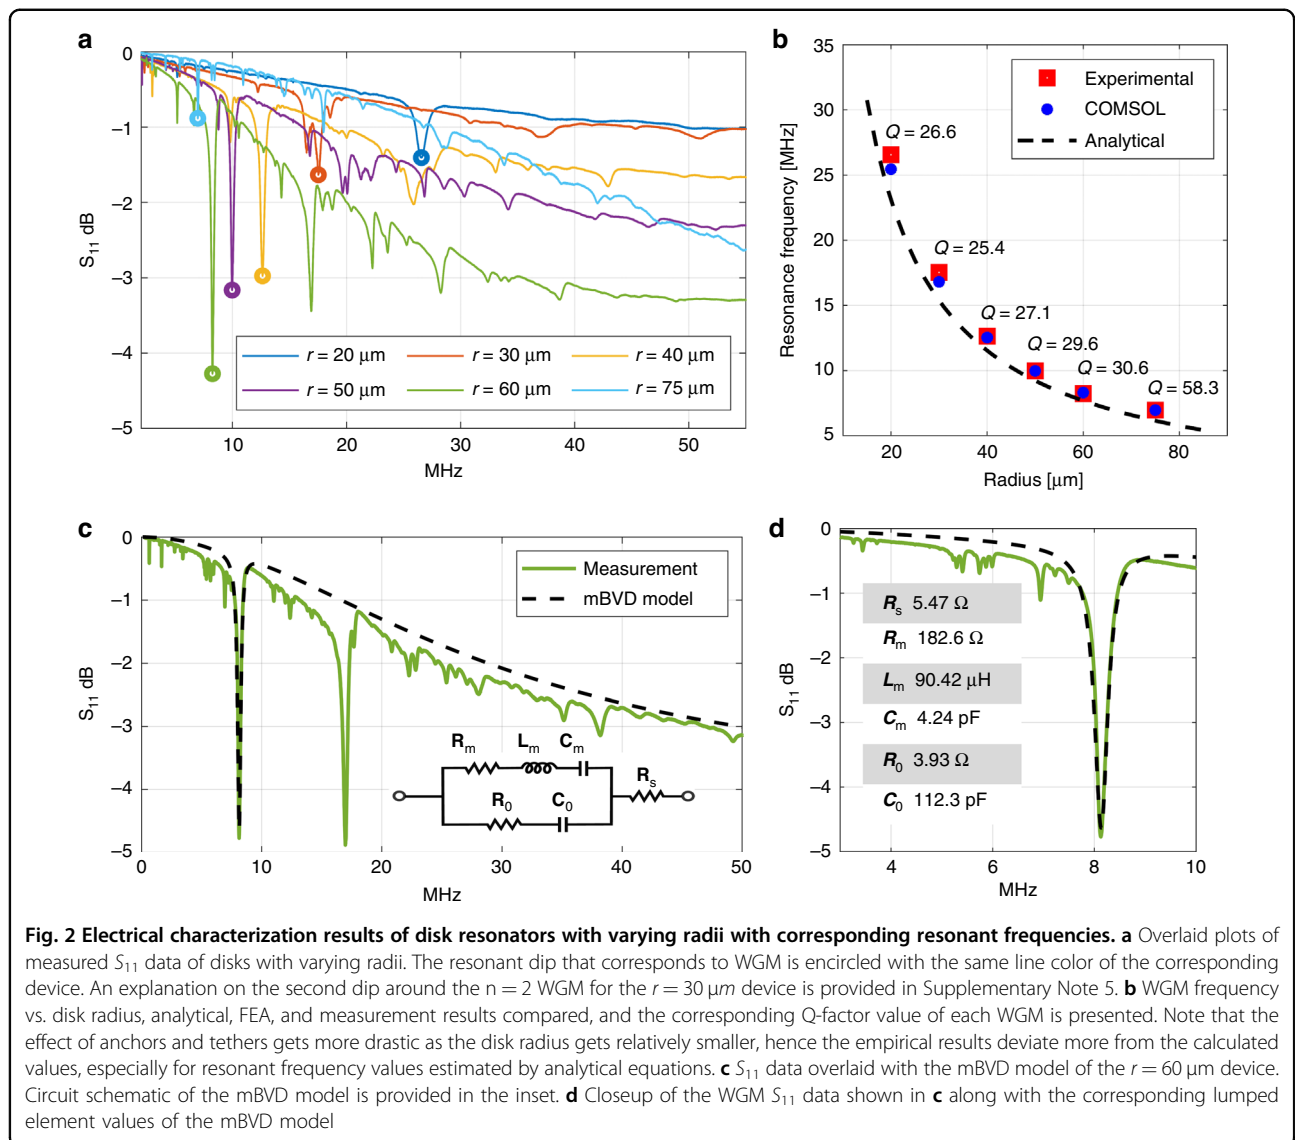 a
0
–1
–2
–3
–4
–5
S11 dB
10
20
30
40
50
MHz
r = 20 μm
r = 30 μm
r = 40 μm
r = 50 μm
r = 60 μm
r = 75 μm
b
35
30
25
20
15
10
5
Resonance frequency [MHz]
20
40
60
80
Radius [μm]
Experimental
COMSOL
Analytical
Q = 26.6
Q = 25.4
Q = 27.1
Q = 29.6
Q = 30.6
Q = 58.3
c
0
–1
–2
–3
–4
–5
S11 dB
0
10
20
30
40
50
MHz
Measurement
mBVD model
Rm
Lm
Cm
Rs
R0
C0
d
0
–1
–2
–3
–4
–5
S11 dB
4
6
8
10
MHz
Rs 5.47 Ω
Rm 182.6 Ω
Lm 90.42 μH
Cm 4.24 pF
R0 3.93 Ω
C0 112.3 pF
Fig. 2 Electrical characterization results of disk resonators with varying radii with corresponding resonant frequencies. a Overlaid plots of
measured S11 data of disks with varying radii. The resonant dip that corresponds to WGM is encircled with the same line color of the corresponding
device. An explanation on the second dip around the n = 2 WGM for the r = 30 μm device is provided in Supplementary Note 5. b WGM frequency
vs. disk radius, analytical, FEA, and measurement results compared, and the corresponding Q-factor value of each WGM is presented. Note that the
effect of anchors and tethers gets more drastic as the disk radius gets relatively smaller, hence the empirical results deviate more from the calculated
values, especially for resonant frequency values estimated by analytical equations. c S11 data overlaid with the mBVD model of the r = 60 μm device.
Circuit schematic of the mBVD model is provided in the inset. d Closeup of the WGM S11 data shown in c along with the corresponding lumped
element values of the mBVD model